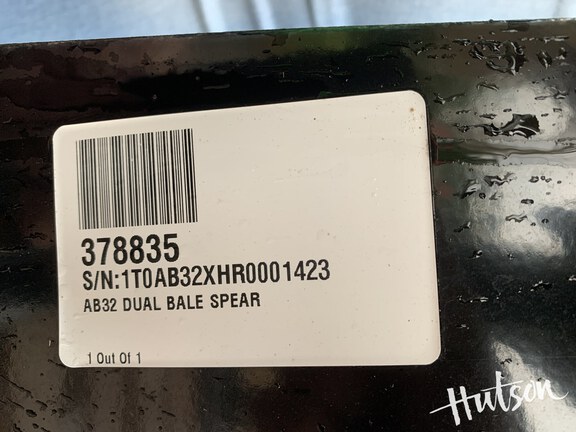 378835
S/N:1T0AB32XHR0001423
AB32 DUAL BALE SPEAR
1 Out Of 1
Hutson